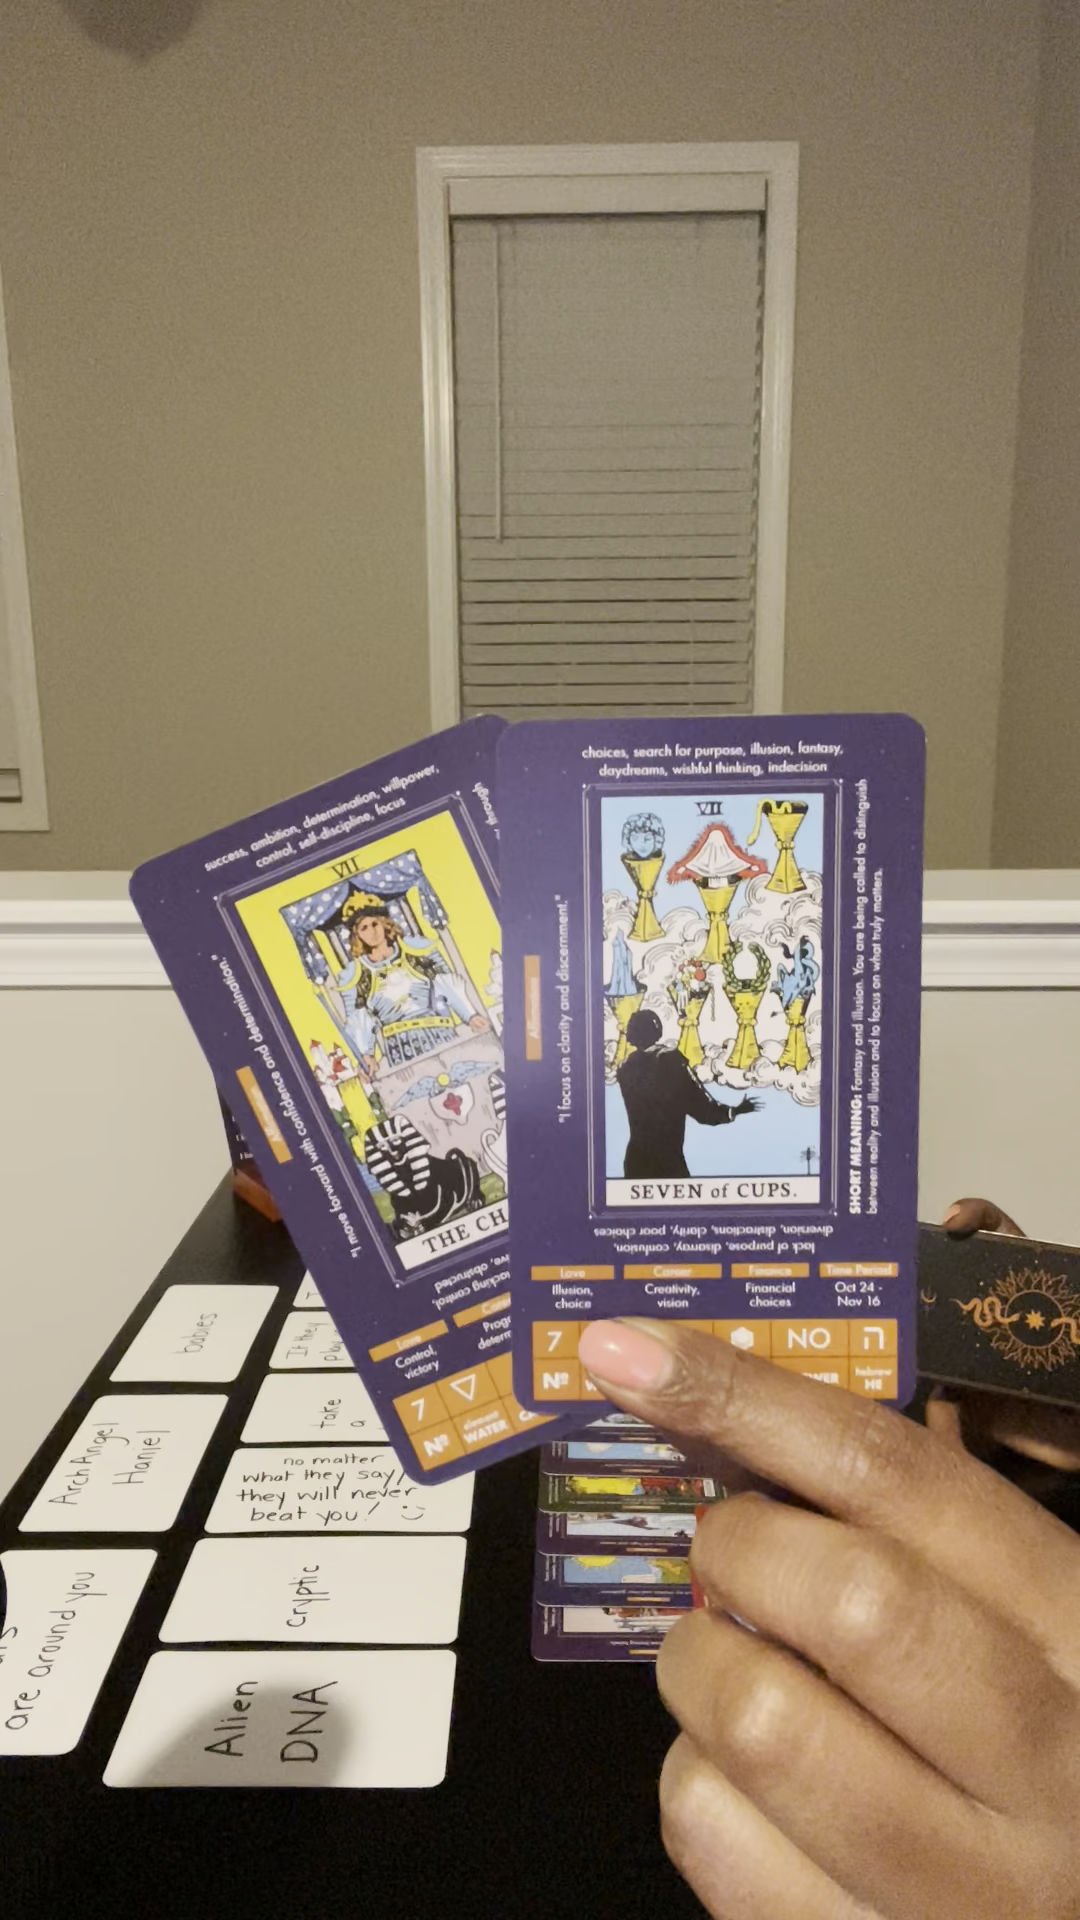 success, ambition, determination, willpower,
control, self-discipline, focus
VII
"I move forward with confidence and determination."
THE CH
lacking control,
obstructed
Love
Control,
victory
7
Nº
element
WATER
choices, search for purpose, illusion, fantasy,
daydreams, wishful thinking, indecision
VII
"I focus on clarity and discernment."
SHORT MEANING: Fantasy and illusion. You are being called to distinguish
between reality and illusion and to focus on what truly matters.
SEVEN of CUPS.
lack of purpose, disarray, confusion,
diversion, distractions, clarity, poor choices
Love
Career
Finance
Time Period
Illusion,
choice
Creativity,
vision
Financial
choices
Oct 24 -
Nov 16
7
NO
ה
Nº
hebrew
HE
babies
If they
take
a
ArchAngel
Haniel
no matter
what they say,
they will never
beat you! :)
cryptic
are around you
Alien
DNA